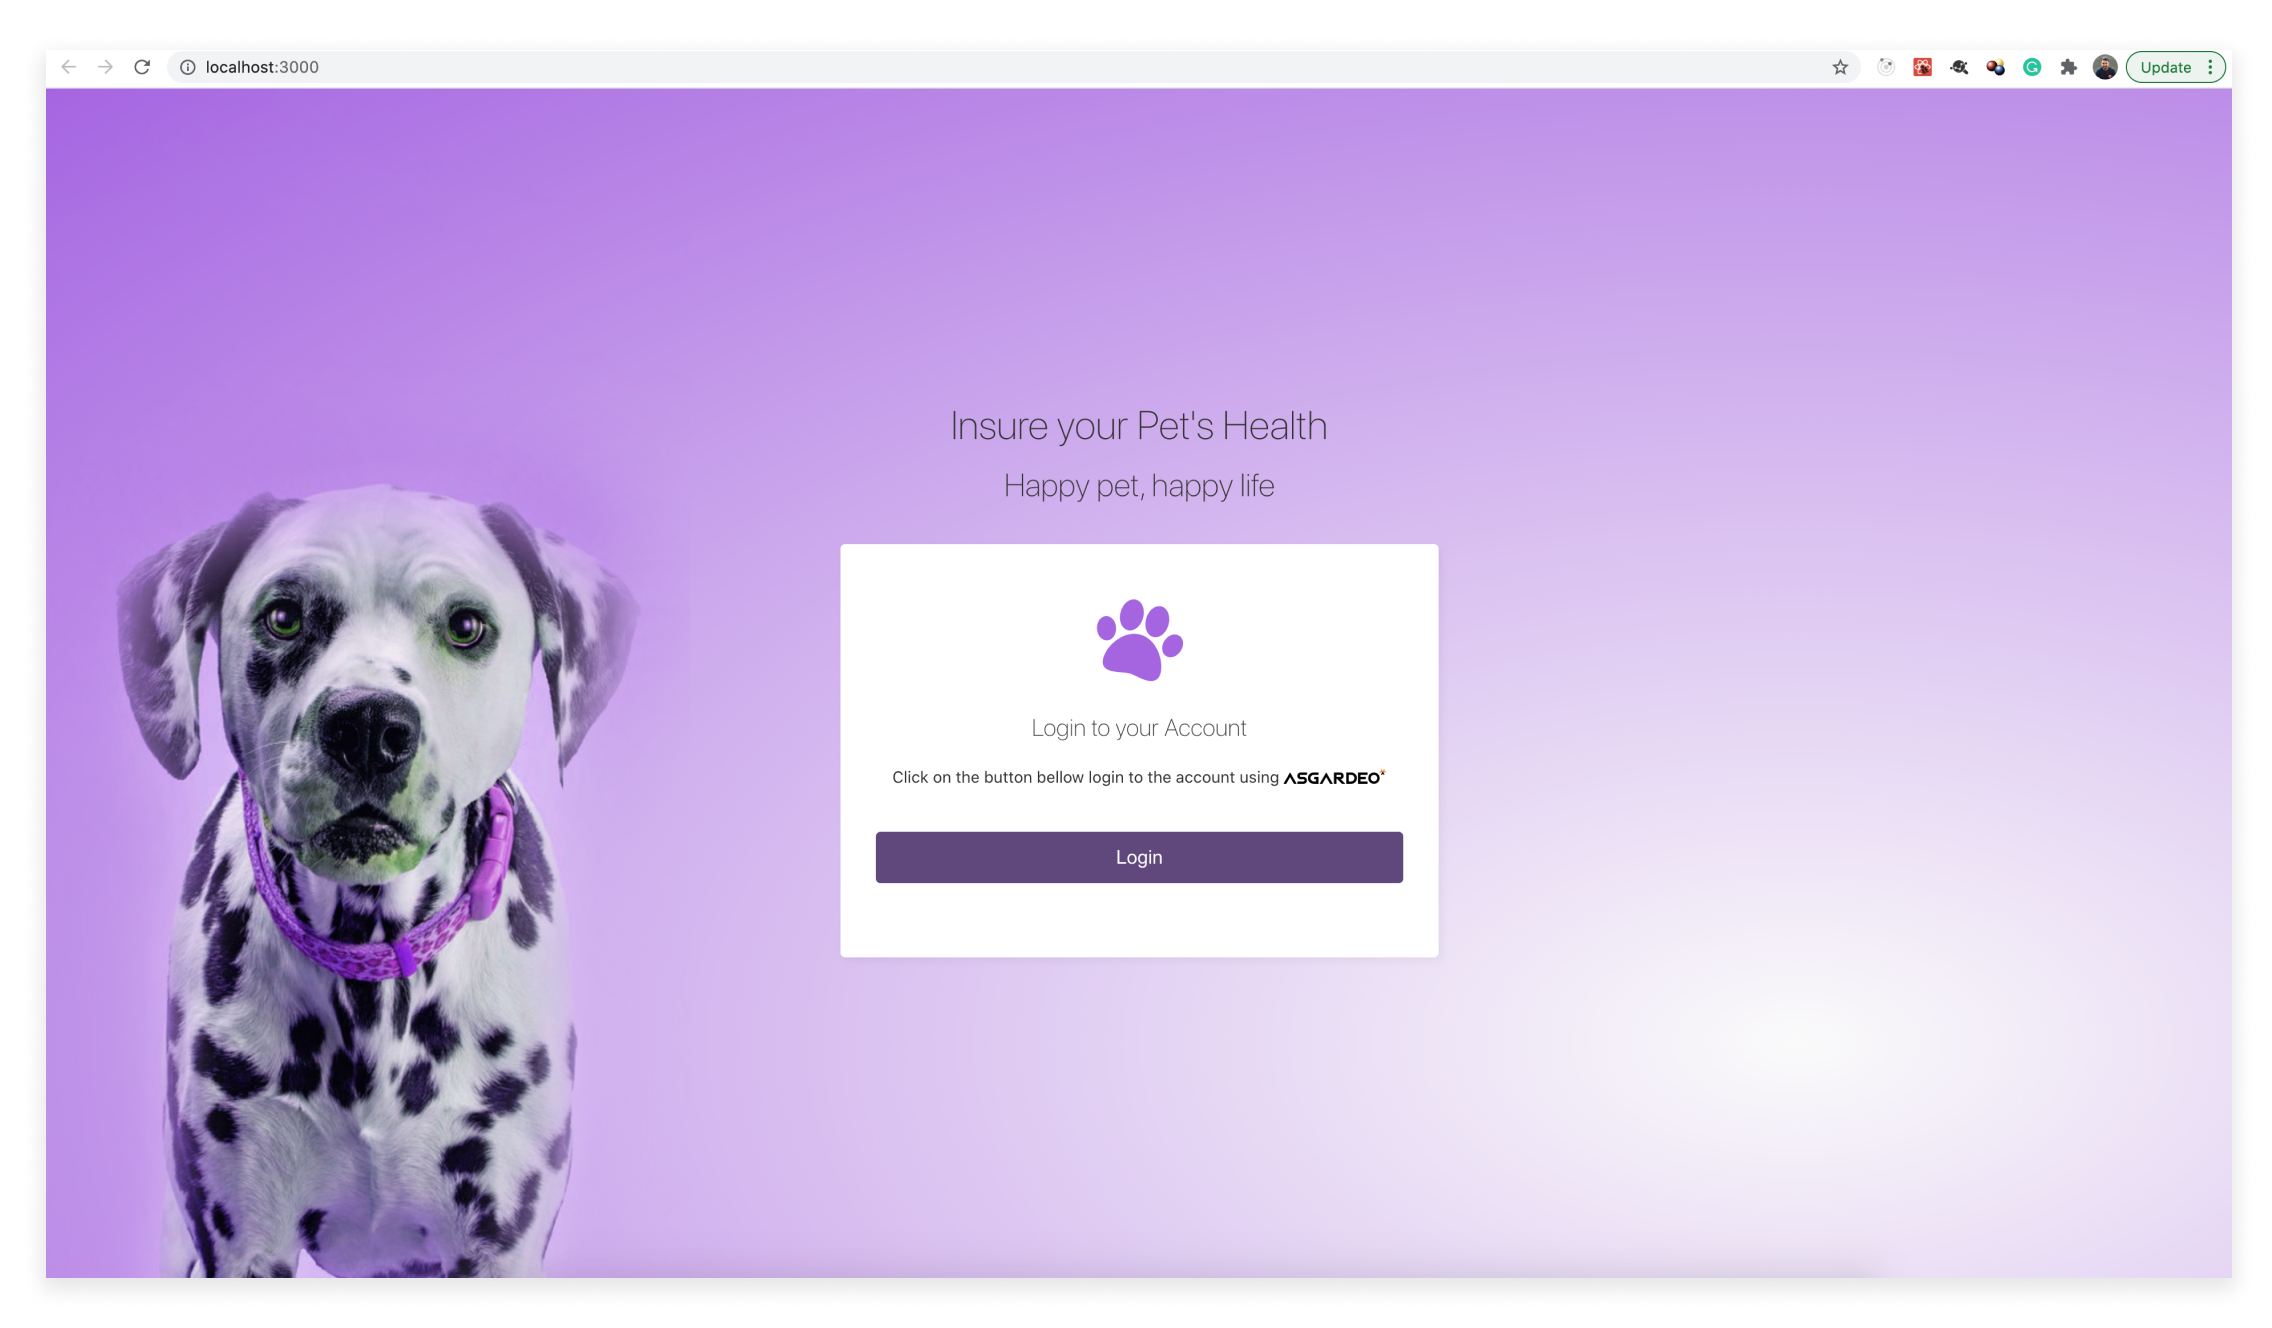 localhost:3000
Update
Insure your Pet's Health
Happy pet, happy life
Login to your Account
Click on the button bellow login to the account using ASGARDEO
Login